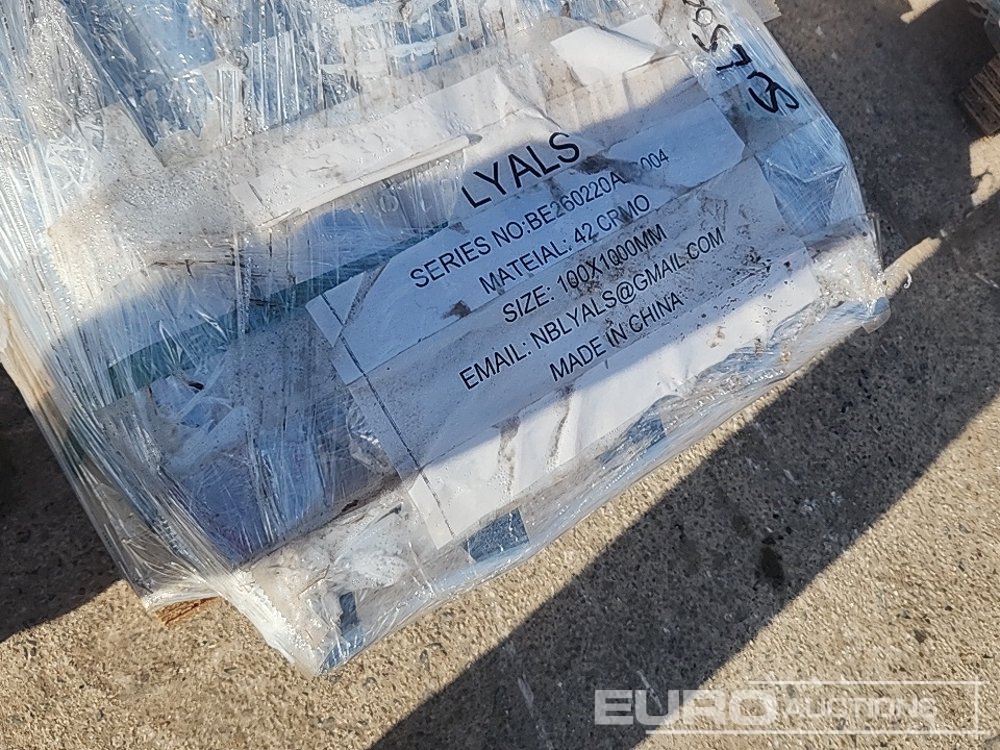 LYALS
SERIES NO:BE260220A
MATEIAL: 42 CRMO
SIZE: 100X1000MM
EMAIL: NBLYALS@GMAIL.COM
MADE IN CHINA
EURO AUCTIONS